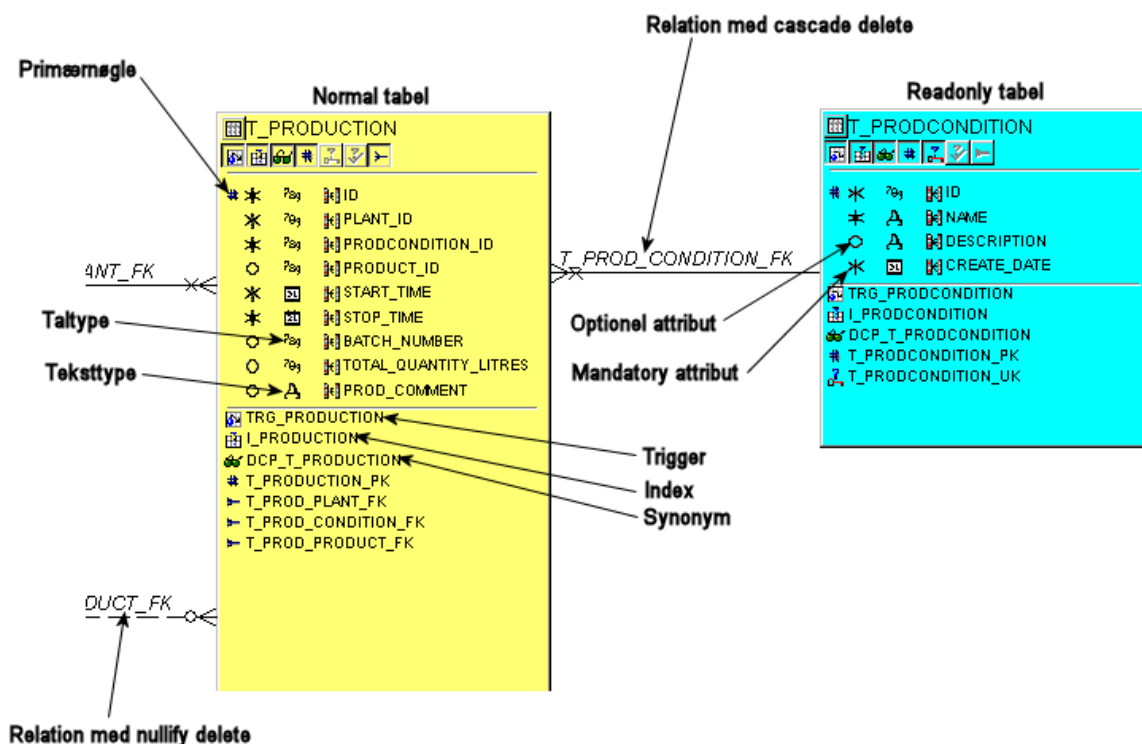 Relation med cascade delete
Primærnøgle
Normal tabel
Readonly tabel
T_PRODUCTION
ID
PLANT_ID
PRODCONDITION_ID
PRODUCT_ID
START_TIME
STOP_TIME
BATCH_NUMBER
TOTAL_QUANTITY_LITRES
PROD_COMMENT
TRG_PRODUCTION
I_PRODUCTION
DCP_T_PRODUCTION
T_PRODUCTION_PK
T_PROD_PLANT_FK
T_PROD_CONDITION_FK
T_PROD_PRODUCT_FK
ANT_FK
Taltype
Teksttype
DUCT_FK
Relation med nullify delete
T_PROD_CONDITION_FK
T_PRODCONDITION
ID
NAME
DESCRIPTION
CREATE_DATE
TRG_PRODCONDITION
I_PRODCONDITION
DCP_T_PRODCONDITION
T_PRODCONDITION_PK
T_PRODCONDITION_UK
Optionel attribut
Mandatory attribut
Trigger
Index
Synonym